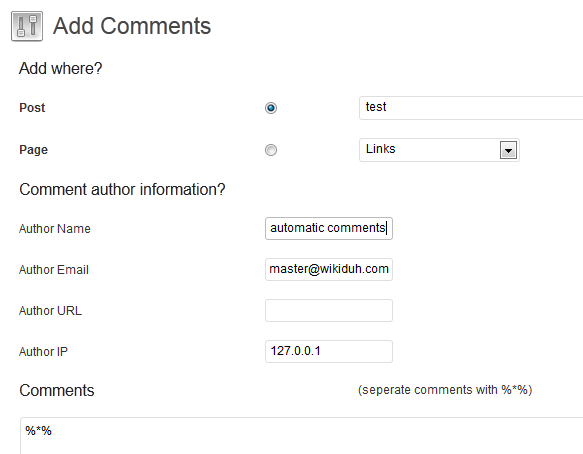 Add Comments
Add where?
Post test
Page Links
Comment author information?
Author Name automatic comments
Author Email master@wikiduh.com
Author URL
Author IP 127.0.0.1
Comments (seperate comments with %*%)
%*%